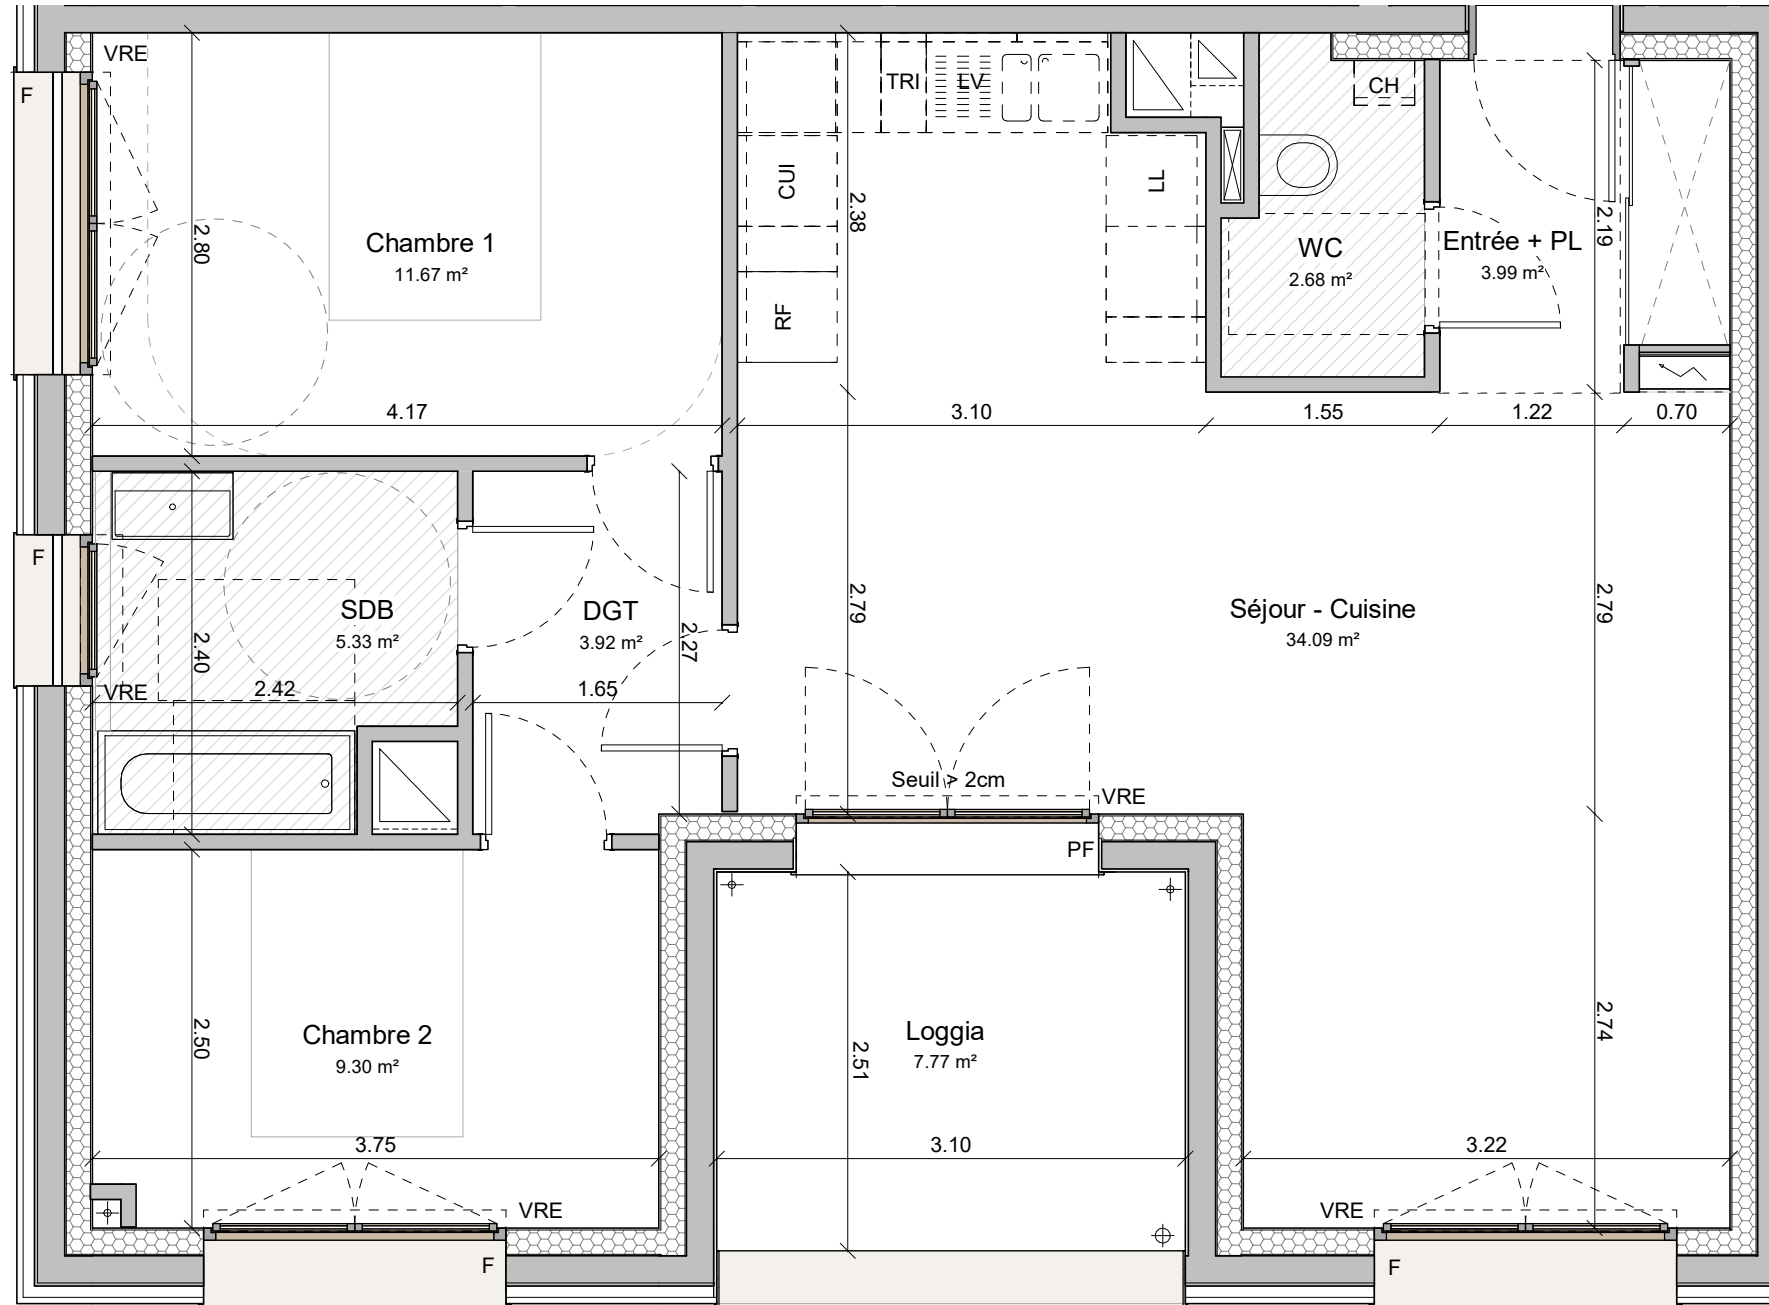 VRE
F
TRI
LV
CH
CUI
LL
2.38
2.80
Chambre 1
11.67 m²
WC
2.68 m²
Entrée + PL
3.99 m²
2.19
RF
4.17
3.10
1.55
1.22
0.70
F
SDB
5.33 m²
DGT
3.92 m²
2.27
2.79
Séjour - Cuisine
34.09 m²
2.79
2.40
VRE
2.42
1.65
Seuil > 2cm
VRE
PF
Chambre 2
9.30 m²
2.50
Loggia
7.77 m²
2.51
2.74
3.75
3.10
3.22
VRE
VRE
F
F